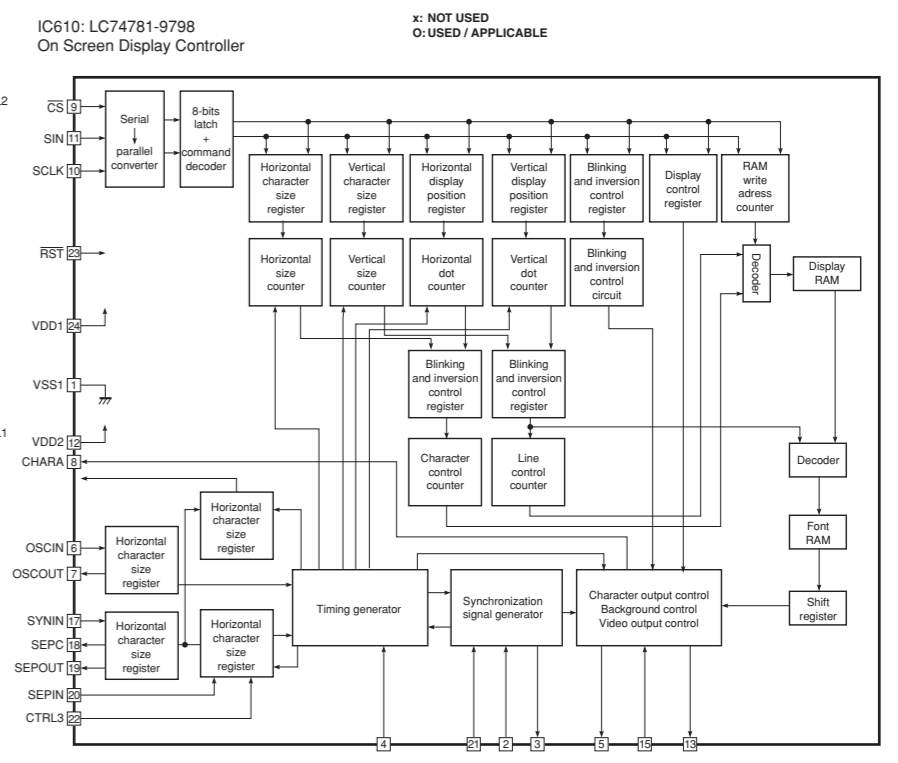 IC610: LC74781-9798
On Screen Display Controller
x: NOT USED
O: USED / APPLICABLE
L2
CS 9
SIN 11
SCLK 10
RST 23
VDD1 24
VSS1 1
L1
VDD2 12
CHARA 8
OSCIN 6
OSCOUT 7
SYNIN 17
SEPC 18
SEPOUT 19
SEPIN 20
CTRL3 22
Serial
parallel
converter
8-bits
latch
+
command
decoder
Horizontal
character
size
register
Vertical
character
size
register
Horizontal
display
position
register
Vertical
display
position
register
Blinking
and inversion
control
register
Display
control
register
RAM
write
adress
counter
Horizontal
size
counter
Vertical
size
counter
Horizontal
dot
counter
Vertical
dot
counter
Blinking
and inversion
control
circuit
Decoder
Display
RAM
Blinking
and inversion
control
register
Blinking
and inversion
control
register
Character
control
counter
Line
control
counter
Decoder
Font
RAM
Shift
register
Horizontal
character
size
register
Horizontal
character
size
register
Horizontal
character
size
register
Horizontal
character
size
register
Timing generator
Synchronization
signal generator
Character output control
Background control
Video output control
4
21
2
3
5
15
13